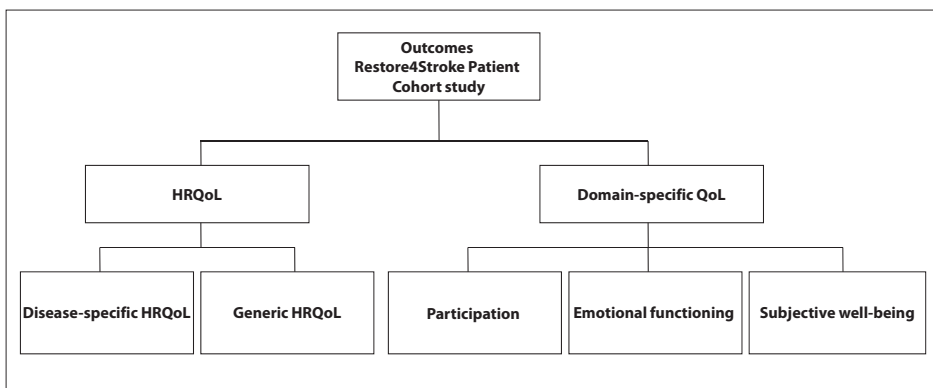 Outcomes
Restore4Stroke Patient
Cohort study
HRQoL
Domain-specific QoL
Disease-specific HRQoL
Generic HRQoL
Participation
Emotional functioning
Subjective well-being